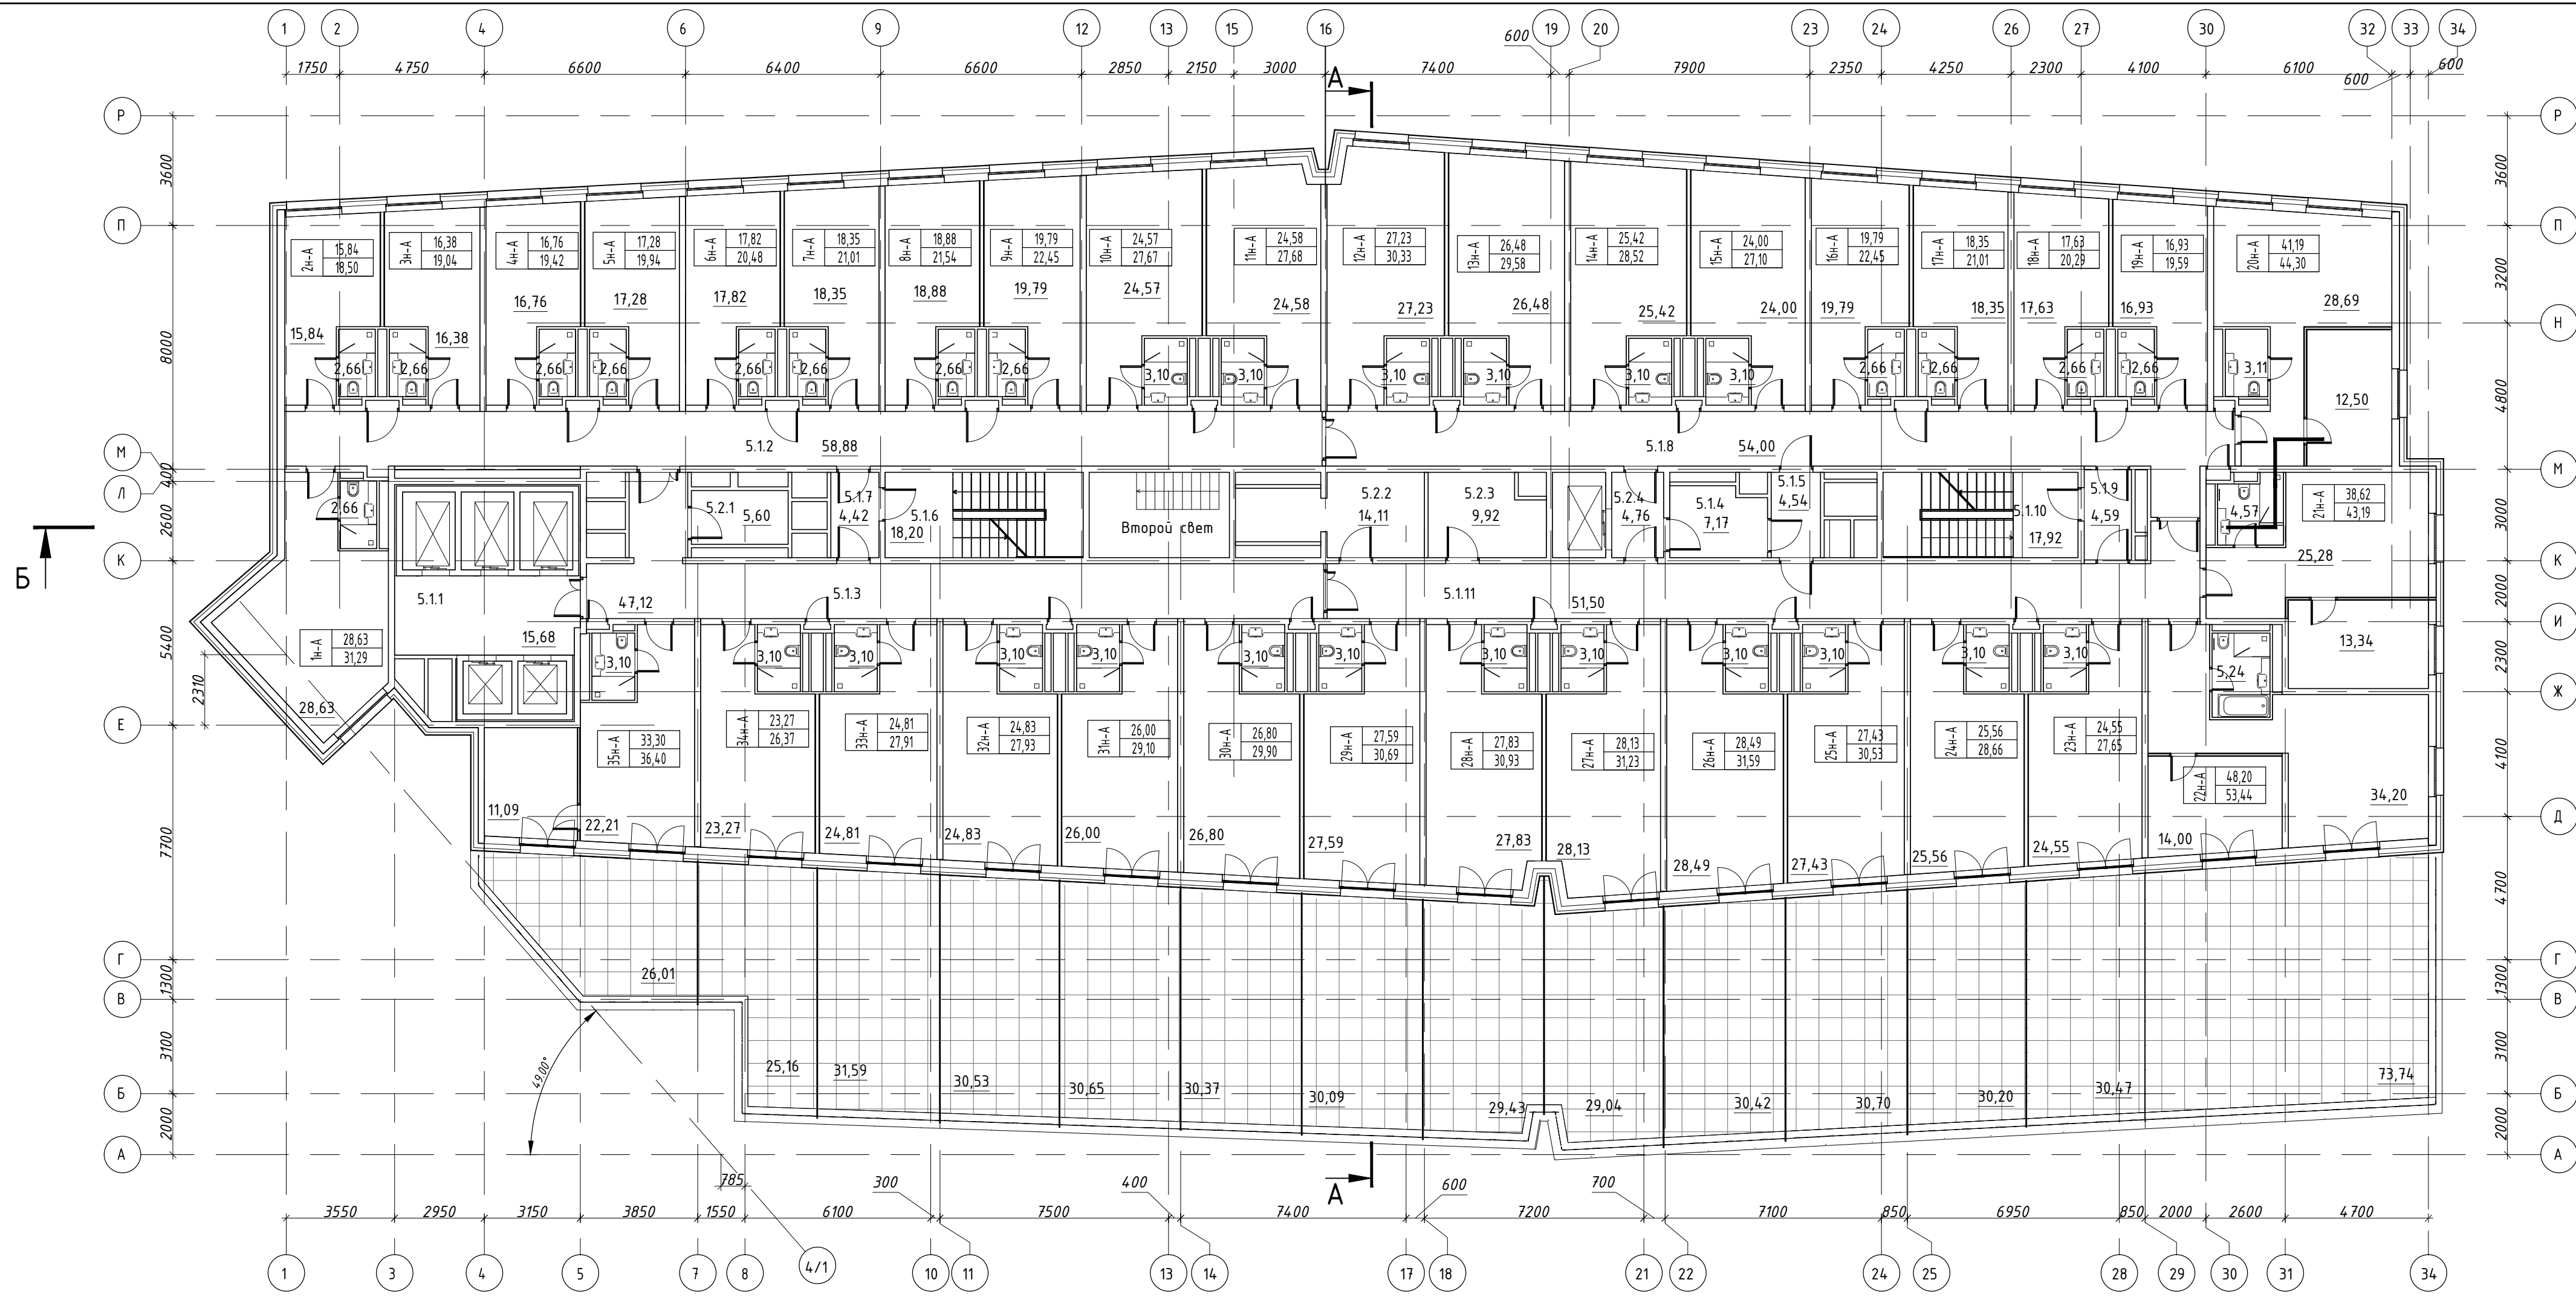 1 2 4 6 9 12 13 15 16 19 20 23 24 26 27 30 32 33 34
600
1750 4750 6600 6400 6600 2850 2150 3000 7400 7900 2350 4250 2300 4100 6100 600 600
А
Р Р
3600 3600
П П
2н-А 15,84 18,50
3н-А 16,38 19,04
4н-А 16,76 19,42
5н-А 17,28 19,94
6н-А 17,82 20,48
7н-А 18,35 21,01
8н-А 18,88 21,54
9н-А 19,79 22,45
10н-А 24,57 27,67
11н-А 24,58 27,68
12н-А 27,23 30,33
13н-А 26,48 29,58
14н-А 25,42 28,52
15н-А 24,00 27,10
16н-А 19,79 22,45
17н-А 18,35 21,01
18н-А 17,63 20,29
19н-А 16,93 19,59
20н-А 41,19 44,30
3200
15,84 16,38 16,76 17,28 17,82 18,35 18,88 19,79 24,57 24,58 27,23 26,48 25,42 24,00 19,79 18,35 17,63 16,93 28,69
Н
8000
2,66 2,66 2,66 2,66 2,66 2,66 2,66 2,66 3,10 3,10 3,10 3,10 3,10 3,10 2,66 2,66 2,66 2,66 3,11
12,50
4800
5.1.2 58,88 5.1.8 54,00
М М
400
Л
2,66
5.2.1 5,60
5.1.7 4,42
5.1.6 18,20
Второй свет
5.2.2 14,11
5.2.3 9,92
5.2.4 4,76
5.1.4 7,17
5.1.5 4,54
5.1.10 17,92
5.1.9 4,59
4,57
21н-А 38,62 43,19
25,28
2600 3000
Б
К К
5.1.1 15,68
47,12 5.1.3 5.1.11 51,50
2000
И
5400
1н-А 28,63 31,29
28,63
2310
3,10 3,10 3,10 3,10 3,10 3,10 3,10 3,10 3,10 3,10 3,10 3,10 3,10 5,24
13,34
2300
Ж
Е
35н-А 33,30 36,40
34н-А 23,27 26,37
33н-А 24,81 27,91
32н-А 24,83 27,93
31н-А 26,00 29,10
30н-А 26,80 29,90
29н-А 27,59 30,69
28н-А 27,83 30,93
27н-А 28,13 31,23
26н-А 28,49 31,59
25н-А 27,43 30,53
24н-А 25,56 28,66
23н-А 24,55 27,65
22н-А 48,20 53,44
4100
11,09 22,21 23,27 24,81 24,83 26,00 26,80 27,59 27,83 28,13 28,49 27,43 25,56 24,55 14,00 34,20
Д
7700 4700
Г Г
26,01
1300 1300
В В
3100 3100
49.00°
25,16 31,59 30,53 30,65 30,37 30,09 29,43 29,04 30,42 30,70 30,20 30,47 73,74
Б Б
2000 2000
А А
А
785 300 400 600 700
3550 2950 3150 3850 1550 6100 7500 7400 7200 7100 850 6950 850 2000 2600 4700
1 3 4 5 7 8 4/1 10 11 13 14 17 18 21 22 24 25 28 29 30 31 34